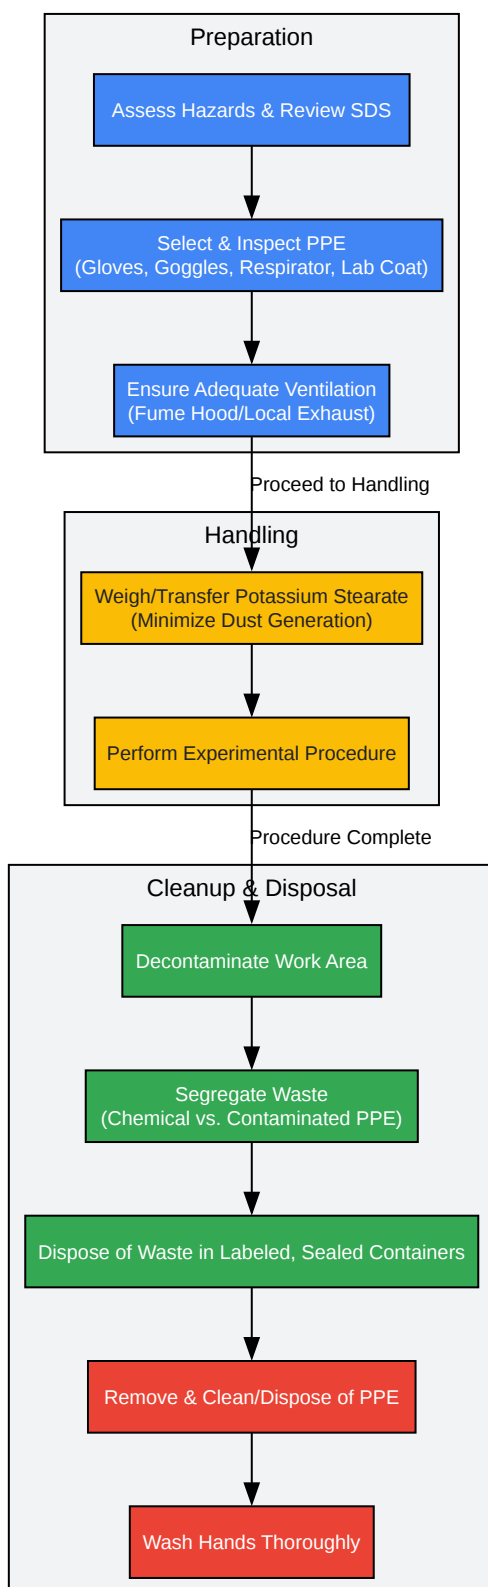 Preparation
Assess Hazards & Review SDS
Select & Inspect PPE
(Gloves, Goggles, Respirator, Lab Coat)
Ensure Adequate Ventilation
(Fume Hood/Local Exhaust)
Proceed to Handling
Handling
Weigh/Transfer Potassium Stearate
(Minimize Dust Generation)
Perform Experimental Procedure
Procedure Complete
Cleanup & Disposal
Decontaminate Work Area
Segregate Waste
(Chemical vs. Contaminated PPE)
Dispose of Waste in Labeled, Sealed Containers
Remove & Clean/Dispose of PPE
Wash Hands Thoroughly